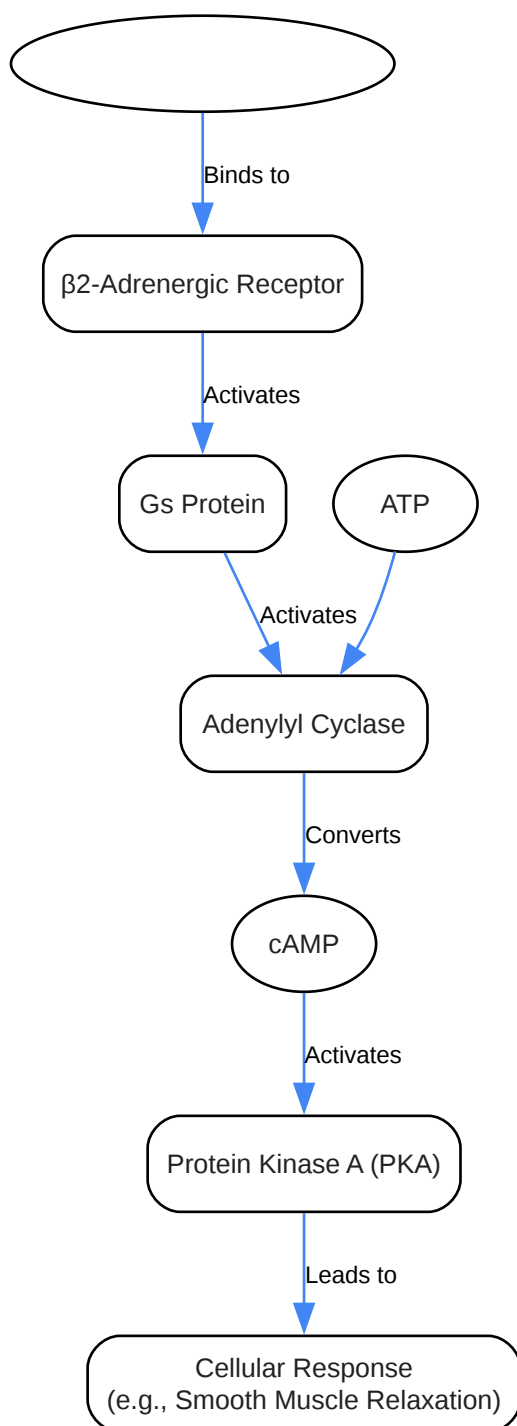 Binds to
β2-Adrenergic Receptor
Activates
Gs Protein
ATP
Activates
Adenylyl Cyclase
Converts
cAMP
Activates
Protein Kinase A (PKA)
Leads to
Cellular Response
(e.g., Smooth Muscle Relaxation)